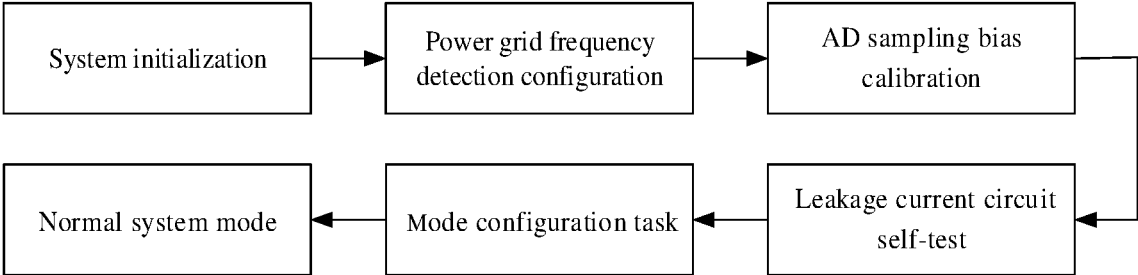 System initialization
Power grid frequency
detection configuration
AD sampling bias
calibration
Leakage current circuit
self-test
Mode configuration task
Normal system mode